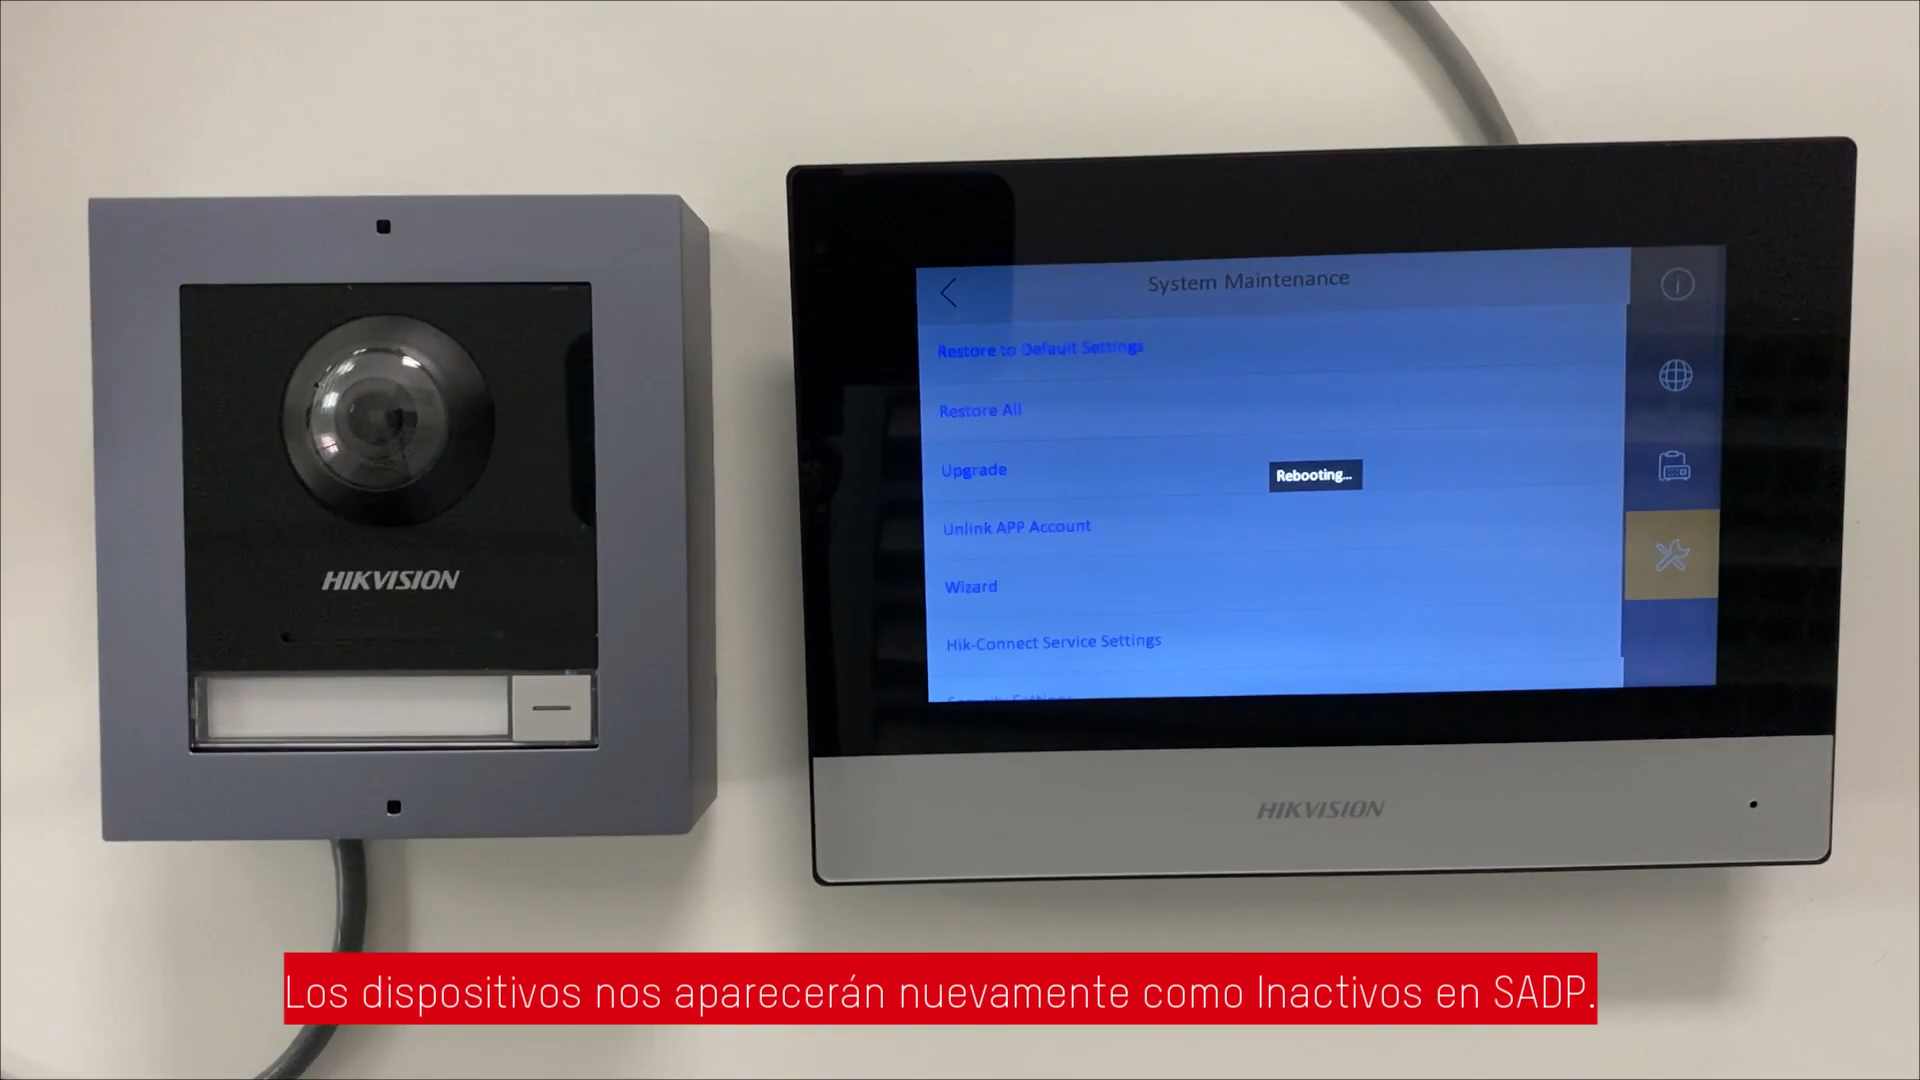 HIKVISION
System Maintenance
Restore to Default Settings
Restore All
Upgrade
Rebooting...
Unlink APP Account
Wizard
Hik-Connect Service Settings
HIKVISION
Los dispositivos nos aparecerán nuevamente como Inactivos en SADP.